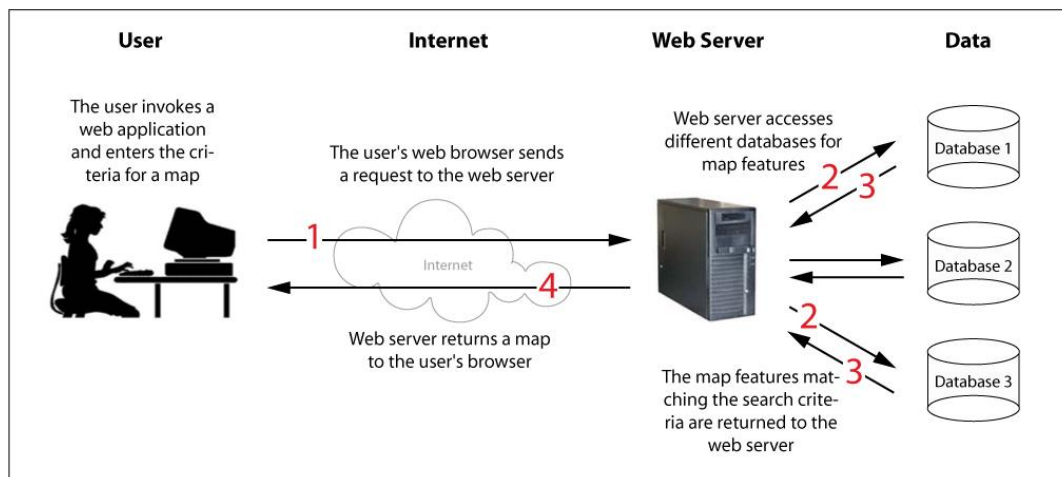 User
Internet
Web Server
Data
The user invokes a
web application
and enters the cri-
teria for a map
The user's web browser sends
a request to the web server
Web server accesses
different databases for
map features
1
Internet
4
Web server returns a map
to the user's browser
2
3
2
3
The map features mat-
ching the search crite-
ria are returned to the
web server
Database 1
Database 2
Database 3